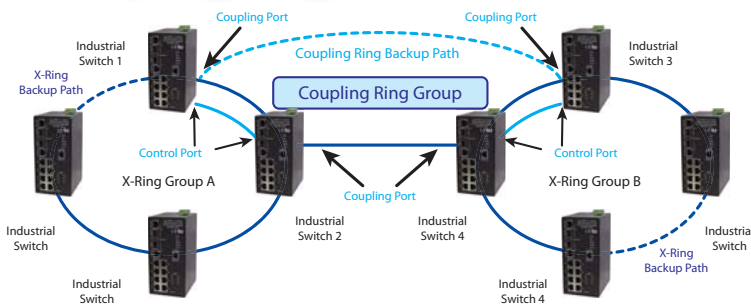 Coupling Port
Coupling Port
Industrial
Switch 1
Coupling Ring Backup Path
Industrial
Switch 3
X-Ring
Backup Path
Coupling Ring Group
Control Port
Control Port
X-Ring Group A
X-Ring Group B
Coupling Port
Industrial
Switch
Industrial
Switch 2
Industrial
Switch 4
Industria
Switch
X-Ring
Backup Path
Industrial
Switch
Industrial
Switch 4